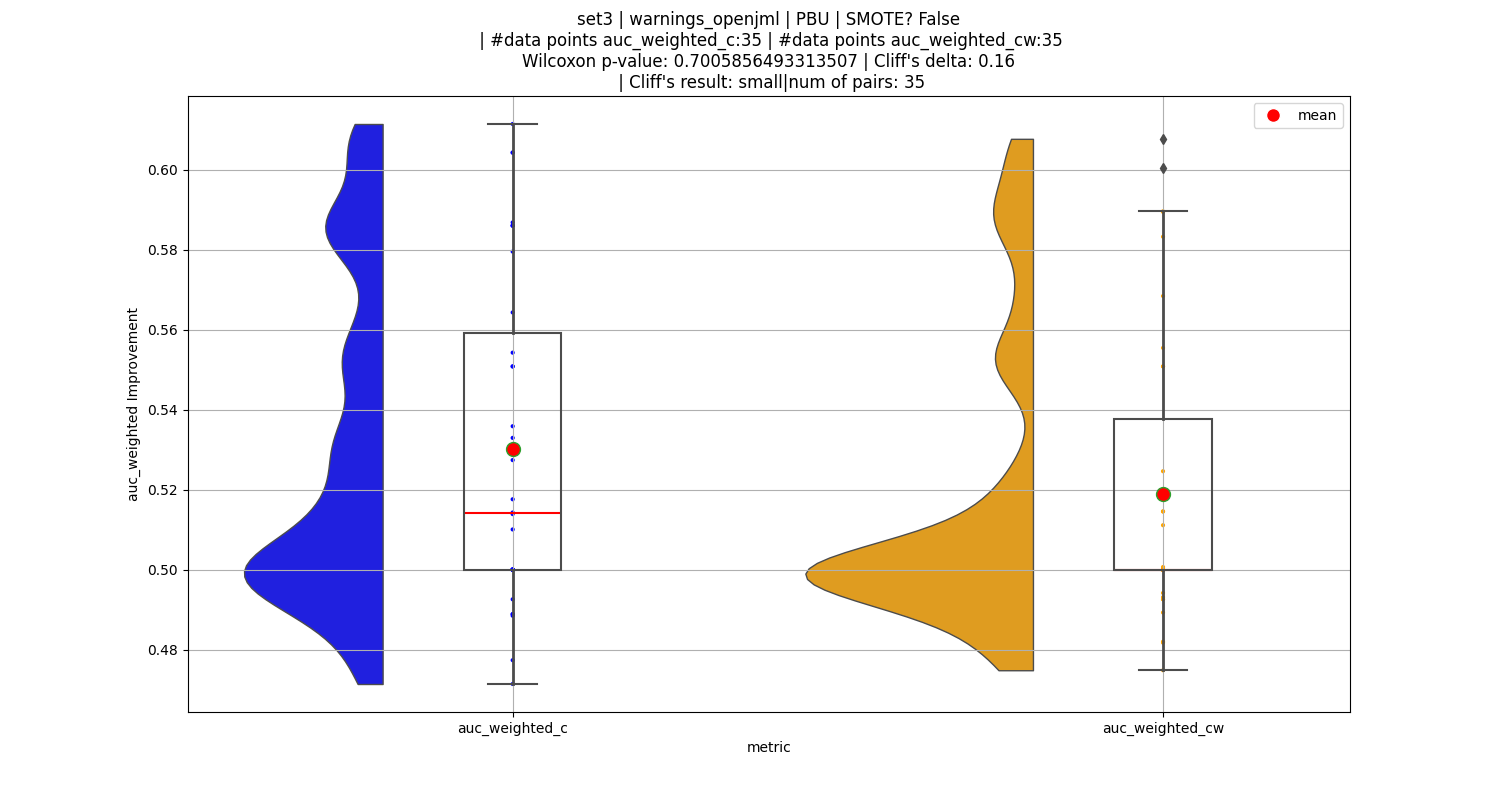 set3 | warnings_openjml | PBU | SMOTE? False
| #data points auc_weighted_c:35 | #data points auc_weighted_cw:35
Wilcoxon p-value: 0.7005856493313507 | Cliff's delta: 0.16
| Cliff's result: small|num of pairs: 35
mean
0.60
0.58
0.56
0.54
0.52
0.50
0.48
auc_weighted Improvement
auc_weighted_c
auc_weighted_cw
metric